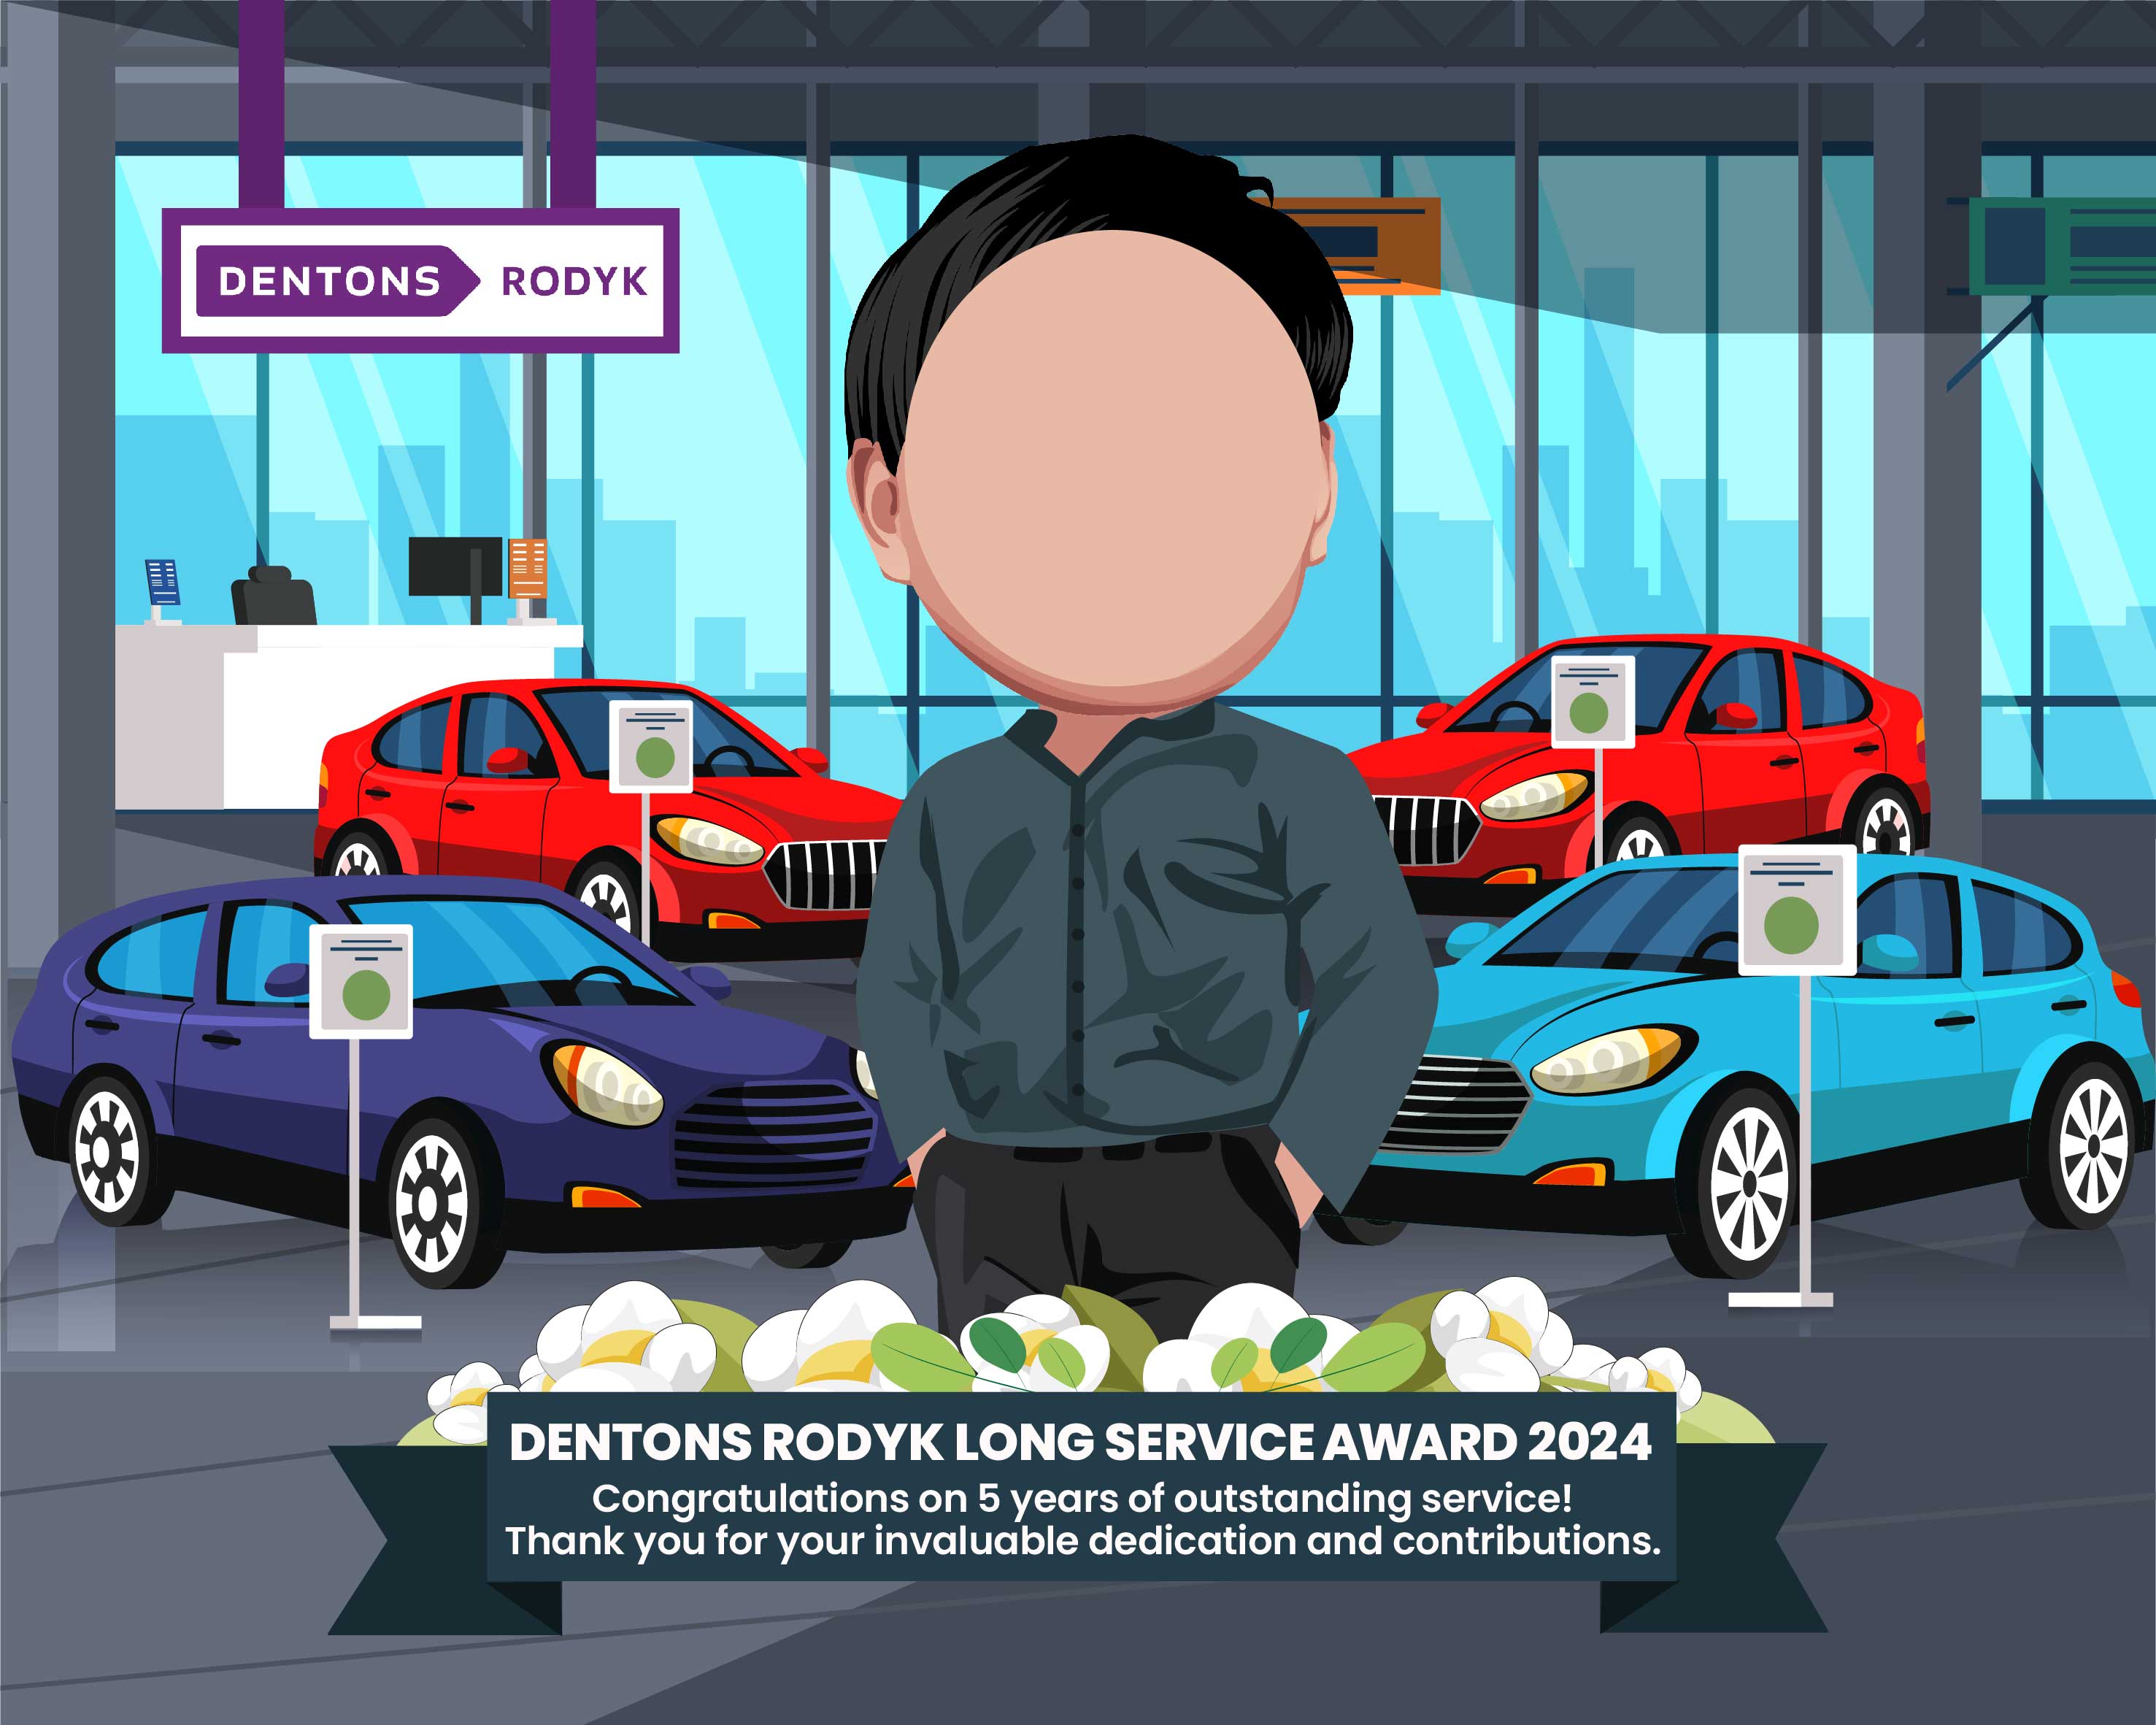 DENTONS RODYK
DENTONS RODYK LONG SERVICE AWARD 2024
Congratulations on 5 years of outstanding service!
Thank you for your invaluable dedication and contributions.